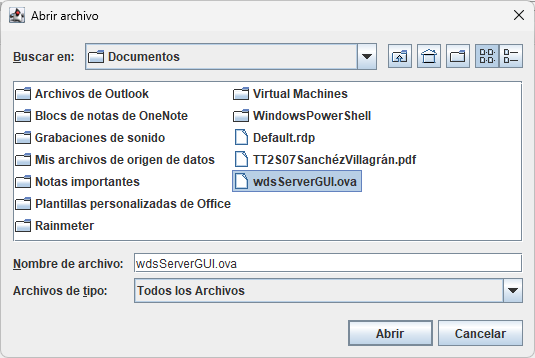 Abrir archivo
Buscar en: Documentos
Archivos de Outlook
Blocs de notas de OneNote
Grabaciones de sonido
Mis archivos de origen de datos
Notas importantes
Plantillas personalizadas de Office
Rainmeter
Virtual Machines
WindowsPowerShell
Default.rdp
TT2S07SanchézVillagrán.pdf
wdsServerGUI.ova
Nombre de archivo: wdsServerGUI.ova
Archivos de tipo: Todos los Archivos
Abrir Cancelar